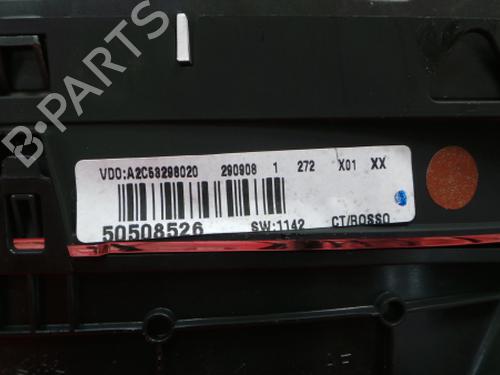 B-PARTS
VDO:A2C53298020 290908 1 272 X01 XX
50508526 SW:1142 CT/ROSSO